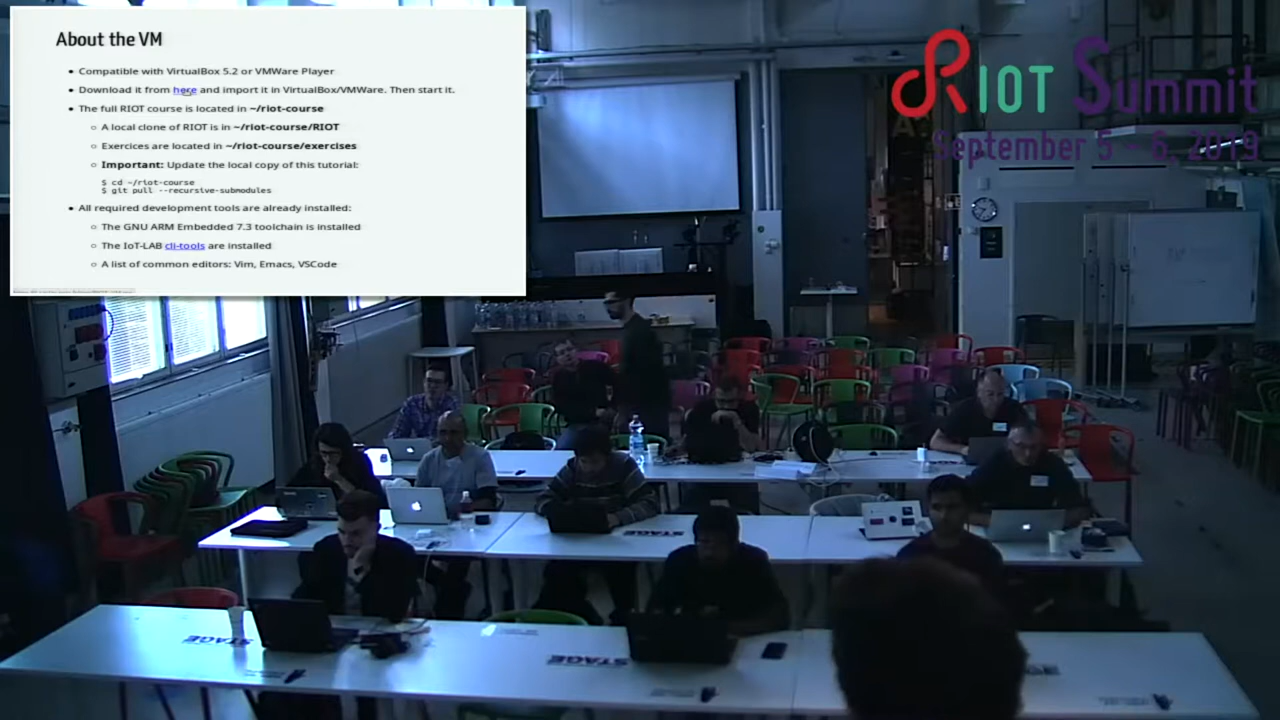 About the VM
Compatible with VirtualBox 5.2 or VMWare Player
Download it from here and import it in VirtualBox/VMWare. Then start it.
The full RIOT course is located in ~/riot-course
A local clone of RIOT is in ~/riot-course/RIOT
Exercices are located in ~/riot-course/exercises
Important: Update the local copy of this tutorial:
$ cd ~/riot-course
$ git pull --recursive-submodules
All required development tools are already installed:
The GNU ARM Embedded 7.3 toolchain is installed
The IoT-LAB cli-tools are installed
A list of common editors: Vim, Emacs, VSCode
RIOT Summit
September 5 - 6, 2019
STAGE
STAGE
STAGE